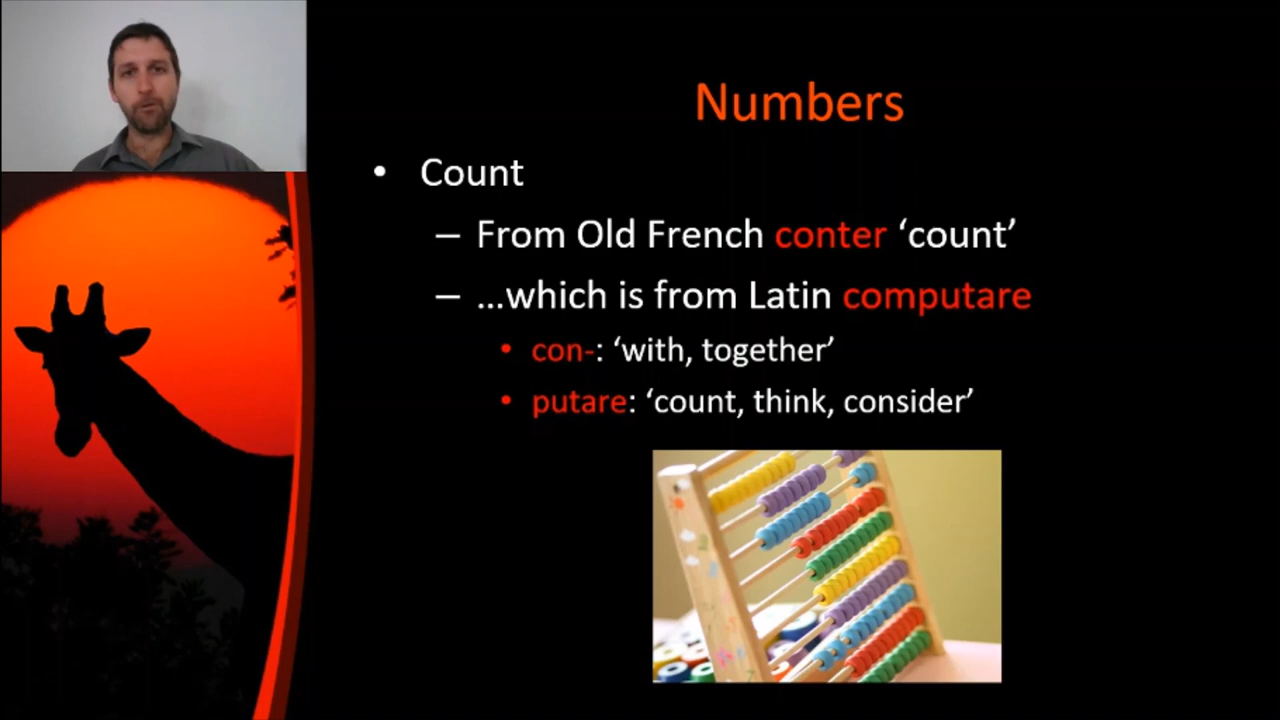 Numbers
• Count
– From Old French conter ‘count’
– …which is from Latin computare
• con-: ‘with, together’
• putare: ‘count, think, consider’